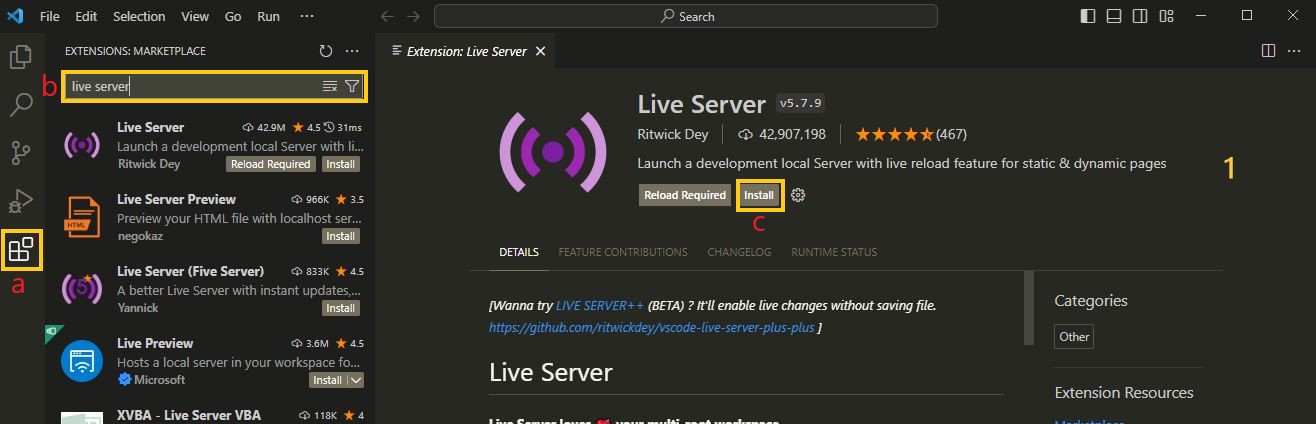 File Edit Selection View Go Run ···
Search
EXTENSIONS: MARKETPLACE
b
live server
Live Server 42.9M 4.5 31ms
Launch a development local Server with li...
Ritwick Dey Reload Required Install
Live Server Preview 966K 3.5
Preview your HTML file with localhost ser...
negokaz Install
HTML
Live Server (Five Server) 833K 4.5
A better Live Server with instant updates,...
Yannick Install
5
Live Preview 3.6M 4.5
Hosts a local server in your workspace fo...
Microsoft Install
XVBA - Live Server VBA 118K 4
a
Extension: Live Server
Live Server v5.7.9
Ritwick Dey 42,907,198 (467)
Launch a development local Server with live reload feature for static & dynamic pages
Reload Required Install
c
1
DETAILS FEATURE CONTRIBUTIONS CHANGELOG RUNTIME STATUS
[Wanna try LIVE SERVER++ (BETA) ? It'll enable live changes without saving file.
https://github.com/ritwickdey/vscode-live-server-plus-plus ]
Live Server
Live Server loves your multi-root workspace
Categories
Other
Extension Resources
Marketplace